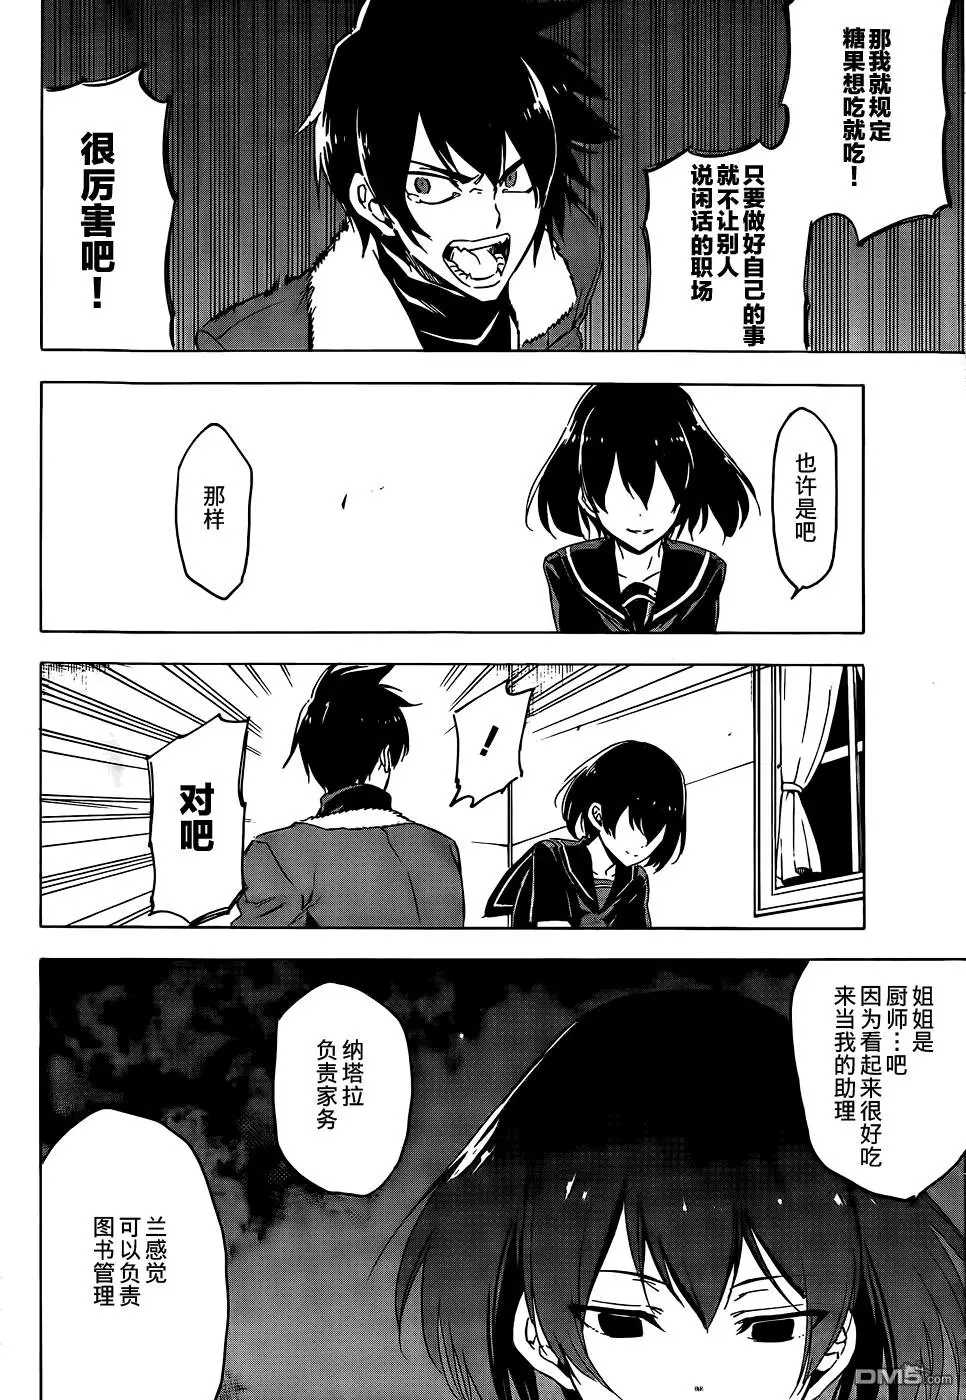 那我就规定
糖果想吃就吃！
只要做好自己的事
就不让别人
说闲话的职场
很厉害吧！
也许是吧
那样
！
对吧
姐姐是
厨师…吧
因为看起来很好吃
来当我的助理
纳塔拉
负责家务
兰感觉
可以负责
图书管理
DM5.com